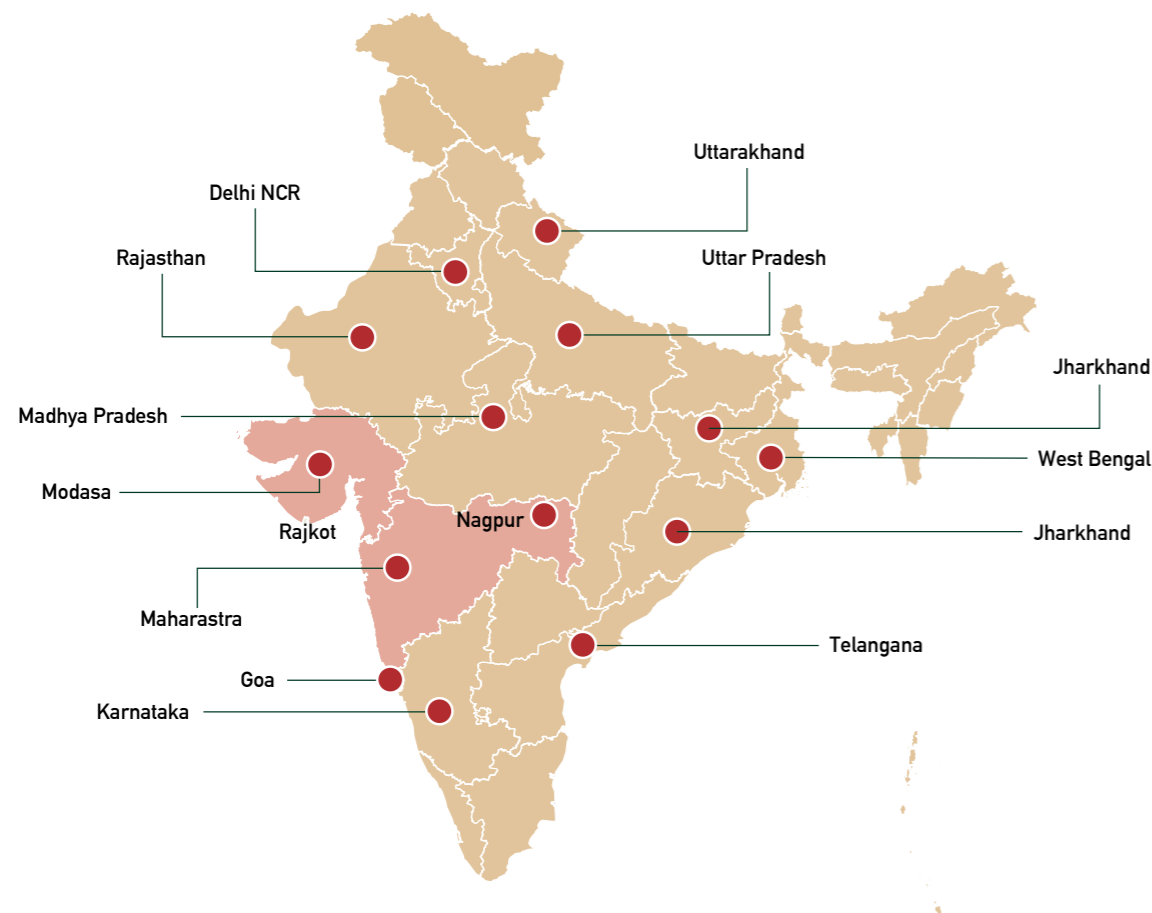 Uttarakhand
Delhi NCR
Rajasthan
Uttar Pradesh
Jharkhand
Madhya Pradesh
West Bengal
Modasa
Nagpur
Rajkot
Jharkhand
Maharastra
Telangana
Goa
Karnataka